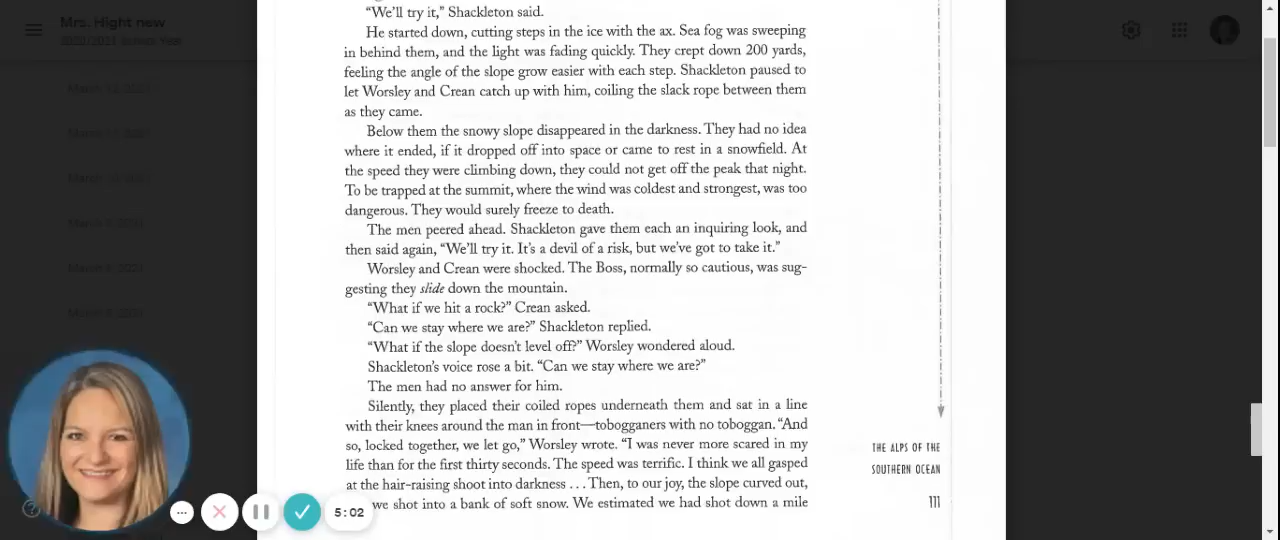 Mrs. Hight new
"We'll try it," Shackleton said.
He started down, cutting steps in the ice with the ax. Sea fog was sweeping
in behind them, and the light was fading quickly. They crept down 200 yards,
feeling the angle of the slope grow easier with each step. Shackleton paused to
let Worsley and Crean catch up with him, coiling the slack rope between them
as they came.
Below them the snowy slope disappeared in the darkness. They had no idea
where it ended, if it dropped off into space or came to rest in a snowfield. At
the speed they were climbing down, they could not get off the peak that night.
To be trapped at the summit, where the wind was coldest and strongest, was too
dangerous. They would surely freeze to death.
The men peered ahead. Shackleton gave them each an inquiring look, and
then said again, "We'll try it. It's a devil of a risk, but we've got to take it."
Worsley and Crean were shocked. The Boss, normally so cautious, was sug-
gesting they slide down the mountain.
"What if we hit a rock?" Crean asked.
"Can we stay where we are?" Shackleton replied.
"What if the slope doesn't level off?" Worsley wondered aloud.
Shackleton's voice rose a bit. "Can we stay where we are?"
The men had no answer for him.
Silently, they placed their coiled ropes underneath them and sat in a line
with their knees around the man in front—tobogganers with no toboggan. "And
so, locked together, we let go," Worsley wrote. "I was never more scared in my
life than for the first thirty seconds. The speed was terrific. I think we all gasped
at the hair-raising shoot into darkness . . . Then, to our joy, the slope curved out,
we shot into a bank of soft snow. We estimated we had shot down a mile
THE ALPS OF THE
SOUTHERN OCEAN
111
5:02